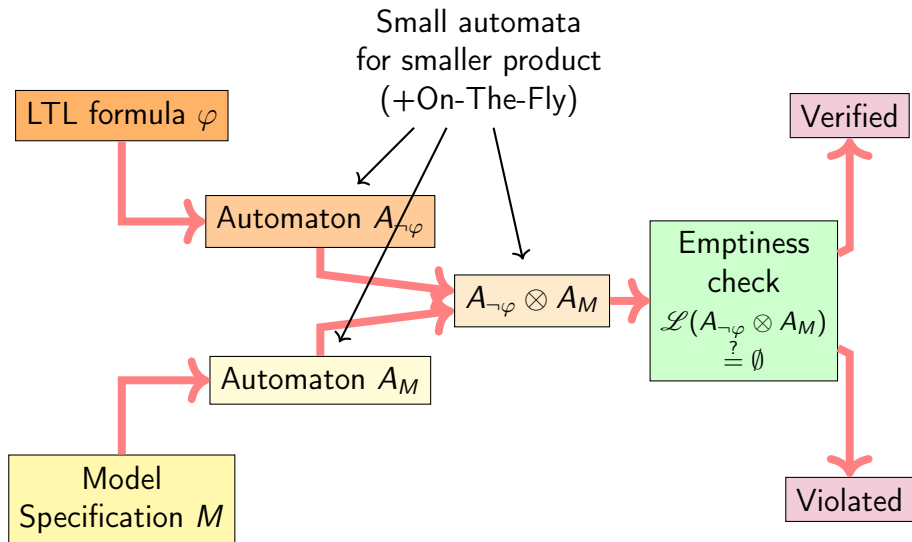 Small automata
for smaller product
(+On-The-Fly)
LTL formula φ
Verified
Automaton A¬φ
Emptiness
check
ℒ(A¬φ ⊗ AM)
?
= ∅
A¬φ ⊗ AM
Automaton AM
Model
Specification M
Violated